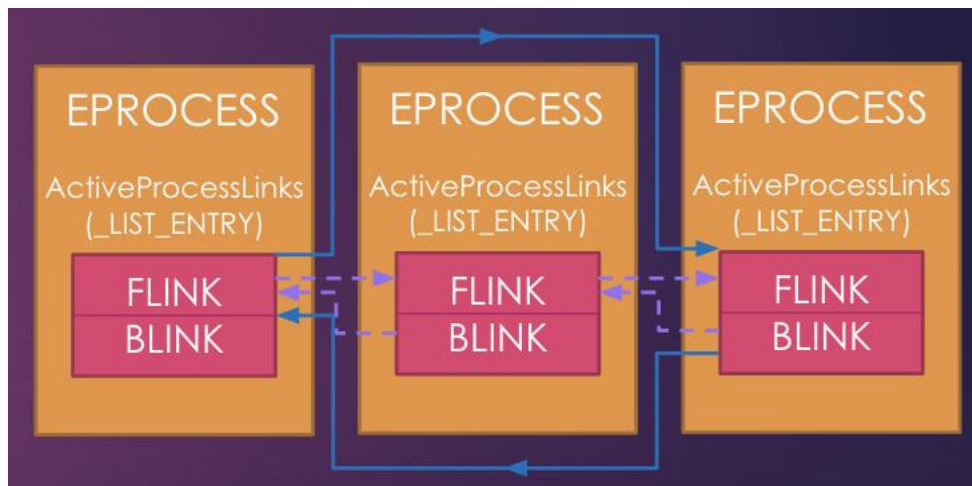 EPROCESS
ActiveProcessLinks
(_LIST_ENTRY)
FLINK
BLINK
EPROCESS
ActiveProcessLinks
(_LIST_ENTRY)
FLINK
BLINK
EPROCESS
ActiveProcessLinks
(_LIST_ENTRY)
FLINK
BLINK